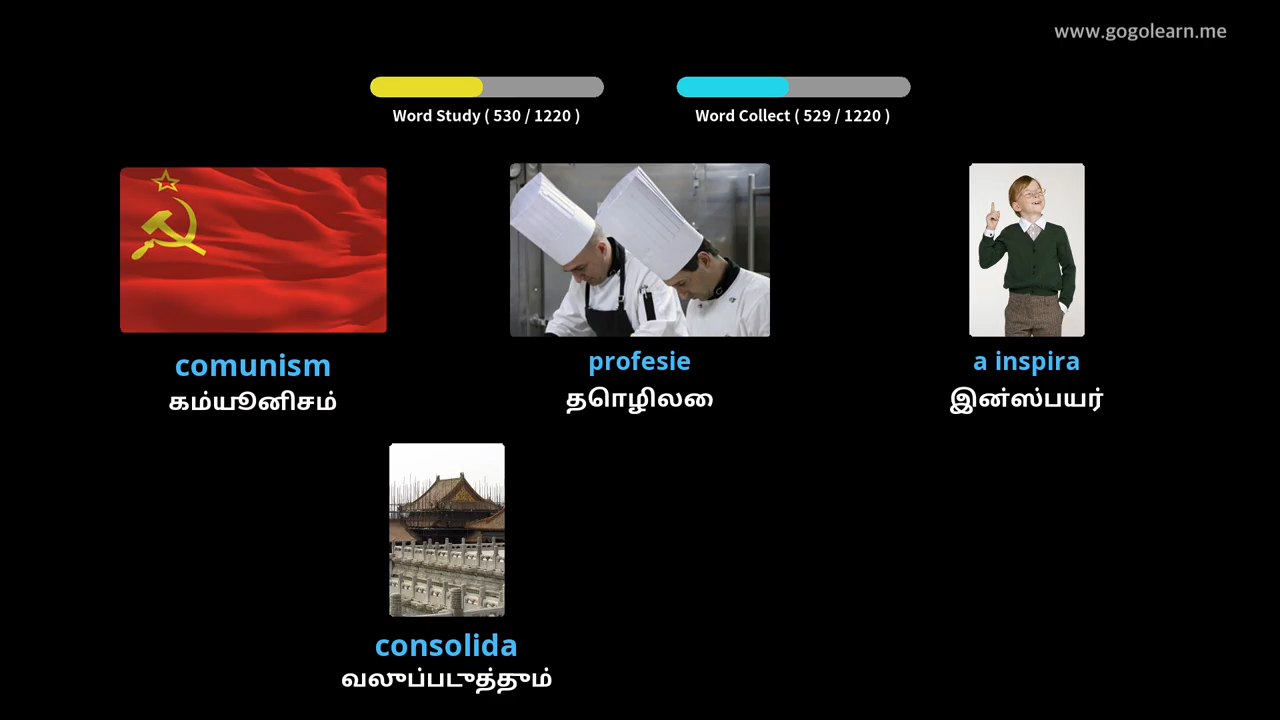 www.gogolearn.me
Word Study ( 530 / 1220 )
Word Collect ( 529 / 1220 )
comunism
கம்யூனிசம்
profesie
தொழிலை
a inspira
இன்ஸ்பயர்
consolida
வலுப்படுத்தும்